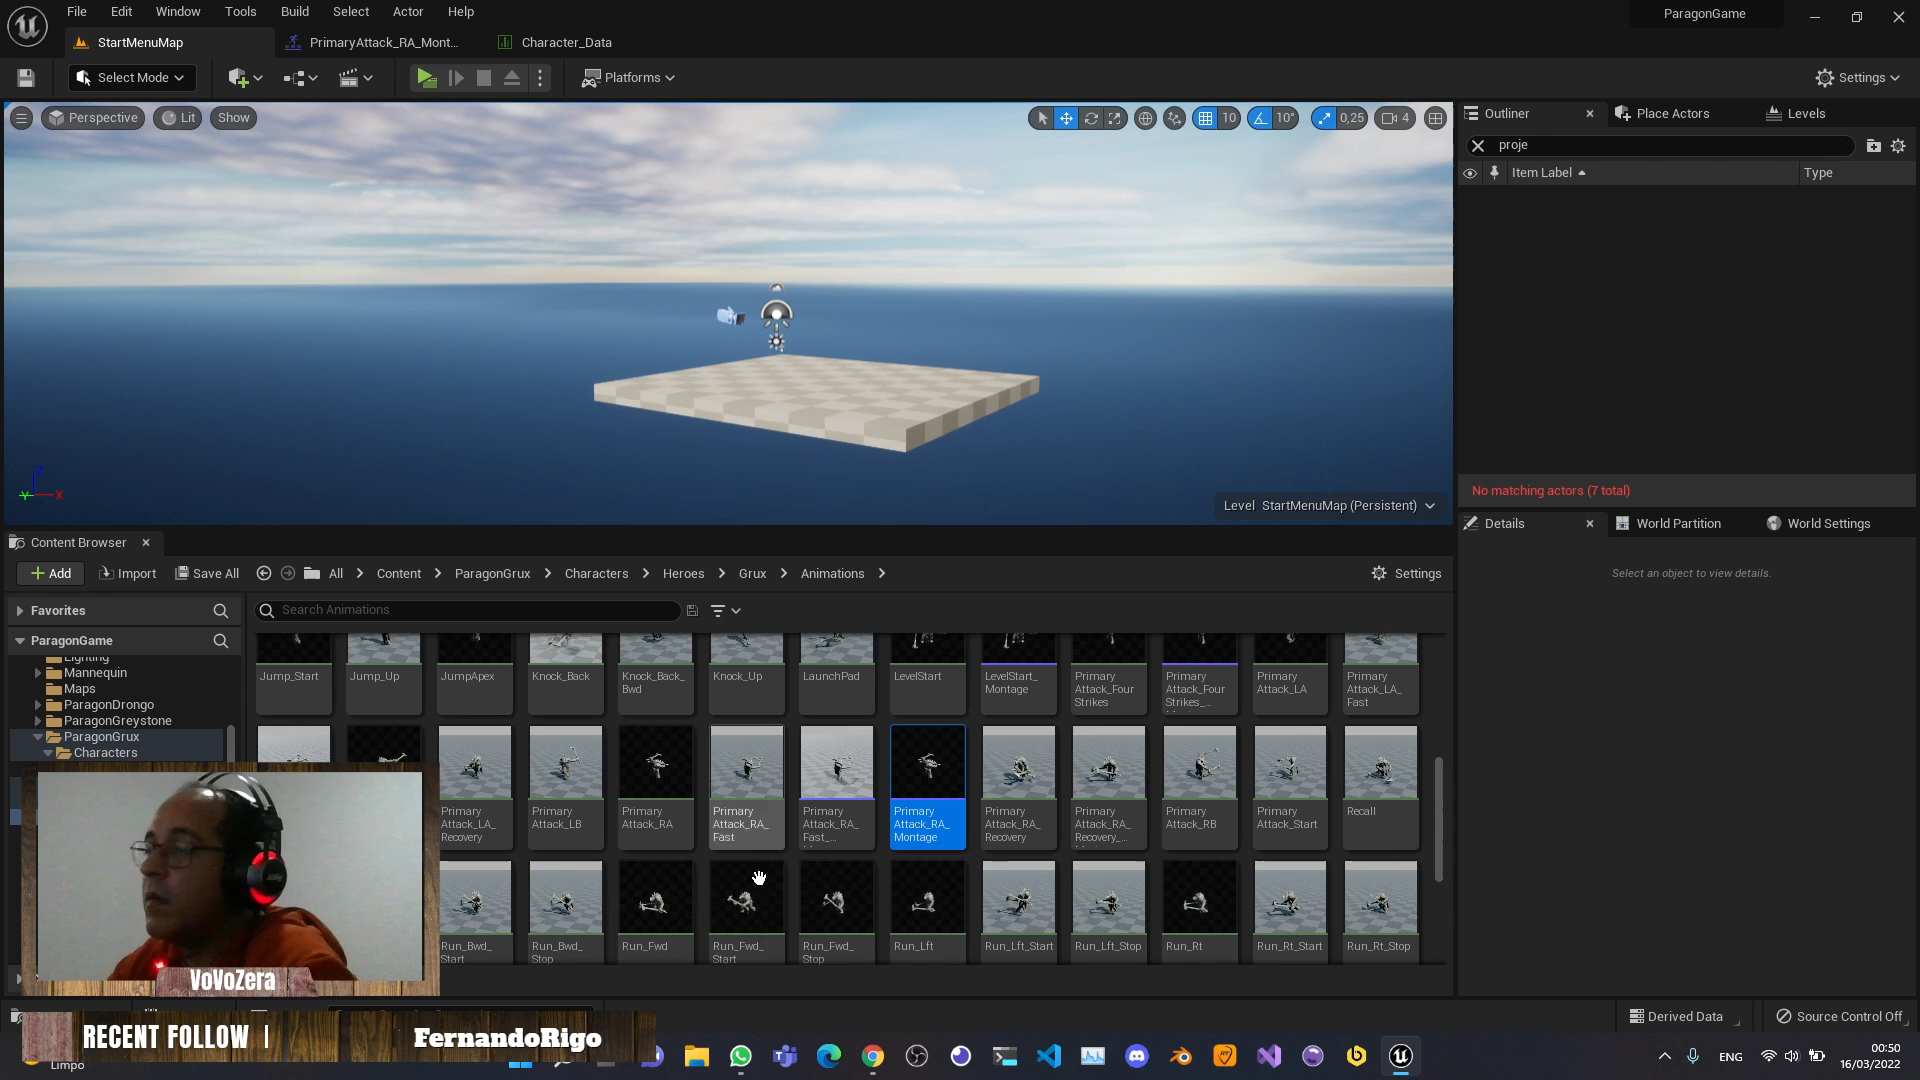 File Edit Window Tools Build Select Actor Help
ParagonGame
StartMenuMap
PrimaryAttack_RA_Mont...
Character_Data
Select Mode
Platforms
Settings
Perspective
Lit
Show
10
10°
0,25
4
Level StartMenuMap (Persistent)
Outliner
Place Actors
Levels
proje
Item Label
Type
No matching actors (7 total)
Details
World Partition
World Settings
Select an object to view details.
Content Browser
Add
Import
Save All
All
Content
ParagonGrux
Characters
Heroes
Grux
Animations
Settings
Favorites
Search Animations
ParagonGame
Lighting
Mannequin
Maps
ParagonDrongo
ParagonGreystone
ParagonGrux
Characters
Jump_Start
Jump_Up
JumpApex
Knock_Back
Knock_Back_
Bwd
Knock_Up
LaunchPad
LevelStart
LevelStart_
Montage
Primary
Attack_Four
Strikes
Primary
Attack_Four
Strikes_...
Primary
Attack_LA
Primary
Attack_LA_
Fast
Primary
Attack_LA_
Recovery
Primary
Attack_LB
Primary
Attack_RA
Primary
Attack_RA_
Fast
Primary
Attack_RA_
Fast_...
Primary
Attack_RA_
Montage
Primary
Attack_RA_
Recovery
Primary
Attack_RA_
Recovery_...
Primary
Attack_RB
Primary
Attack_Start
Recall
Run_Bwd_
Start
Run_Bwd_
Stop
Run_Fwd
Run_Fwd_
Start
Run_Fwd_
Stop
Run_Lft
Run_Lft_Start
Run_Lft_Stop
Run_Rt
Run_Rt_Start
Run_Rt_Stop
VoVoZera
RECENT FOLLOW |
FernandoRigo
Derived Data
Source Control Off
Limpo
ENG
00:50
16/03/2022